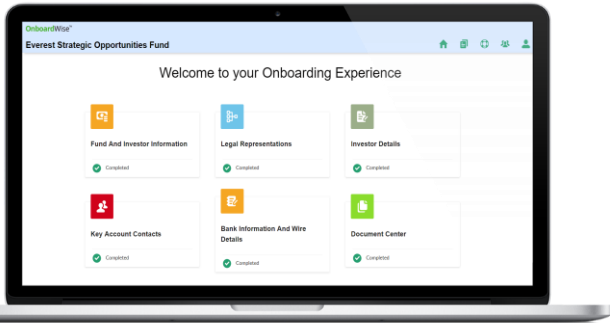 OnboardWise®
Everest Strategic Opportunities Fund
Welcome to your Onboarding Experience
Fund And Investor Information
Completed
Legal Representations
Completed
Investor Details
Completed
Key Account Contacts
Completed
Bank Information And Wire
Details
Completed
Document Center
Completed